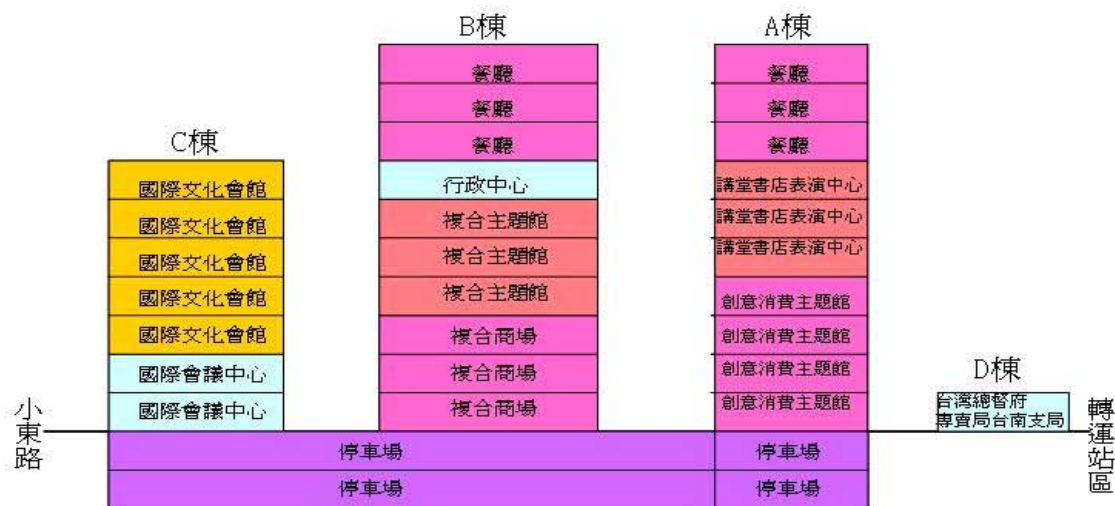 C棟
國際文化會館
國際文化會館
國際文化會館
國際文化會館
國際文化會館
國際會議中心
國際會議中心
B棟
餐廳
餐廳
餐廳
行政中心
複合主題館
複合主題館
複合主題館
複合商場
複合商場
複合商場
A棟
餐廳
餐廳
餐廳
講堂書店表演中心
講堂書店表演中心
講堂書店表演中心
創意消費主題館
創意消費主題館
創意消費主題館
創意消費主題館
D棟
台湾總督府
專賣局台南支局
小東路
轉運站區
停車場
停車場
停車場
停車場